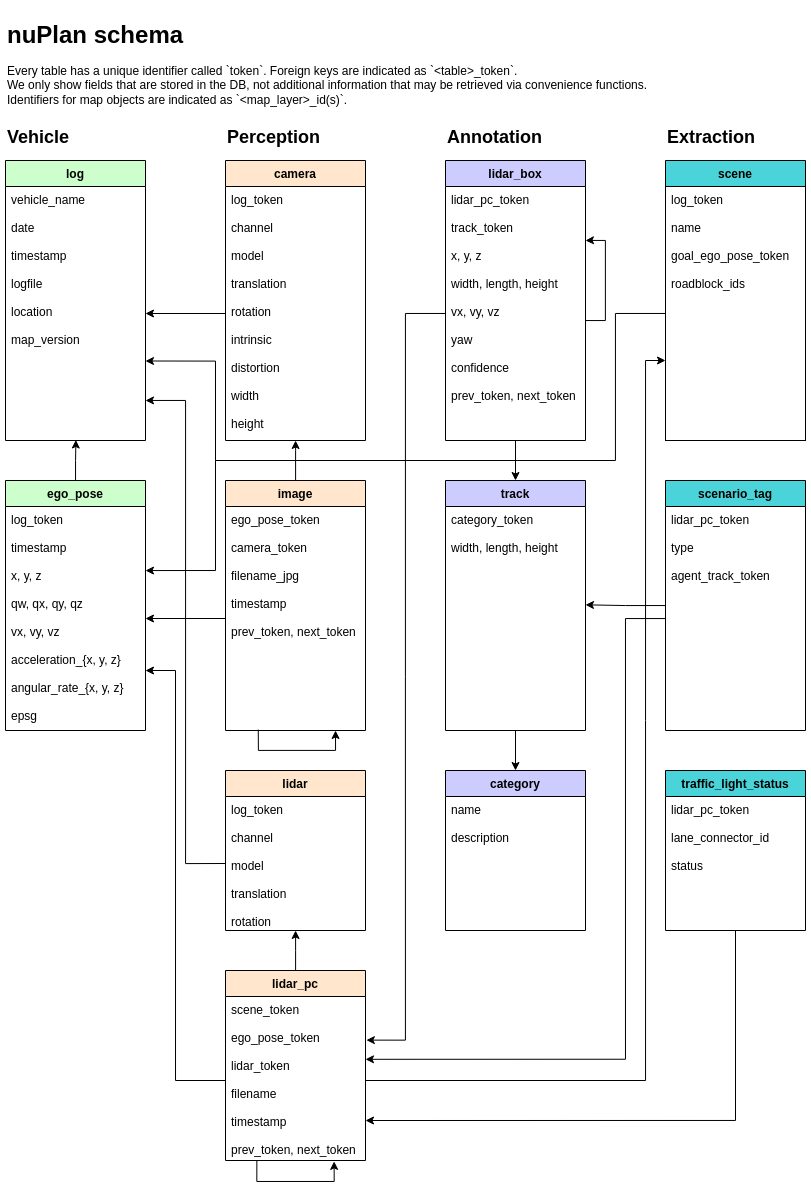 nuPlan schema
Every table has a unique identifier called `token`. Foreign keys are indicated as `<table>_token`.
We only show fields that are stored in the DB, not additional information that may be retrieved via convenience functions.
Identifiers for map objects are indicated as `<map_layer>_id(s)`.
Vehicle
log
vehicle_name
date
timestamp
logfile
location
map_version
ego_pose
log_token
timestamp
x, y, z
qw, qx, qy, qz
vx, vy, vz
acceleration_{x, y, z}
angular_rate_{x, y, z}
epsg
Perception
camera
log_token
channel
model
translation
rotation
intrinsic
distortion
width
height
image
ego_pose_token
camera_token
filename_jpg
timestamp
prev_token, next_token
lidar
log_token
channel
model
translation
rotation
lidar_pc
scene_token
ego_pose_token
lidar_token
filename
timestamp
prev_token, next_token
Annotation
lidar_box
lidar_pc_token
track_token
x, y, z
width, length, height
vx, vy, vz
yaw
confidence
prev_token, next_token
track
category_token
width, length, height
category
name
description
Extraction
scene
log_token
name
goal_ego_pose_token
roadblock_ids
scenario_tag
lidar_pc_token
type
agent_track_token
traffic_light_status
lidar_pc_token
lane_connector_id
status